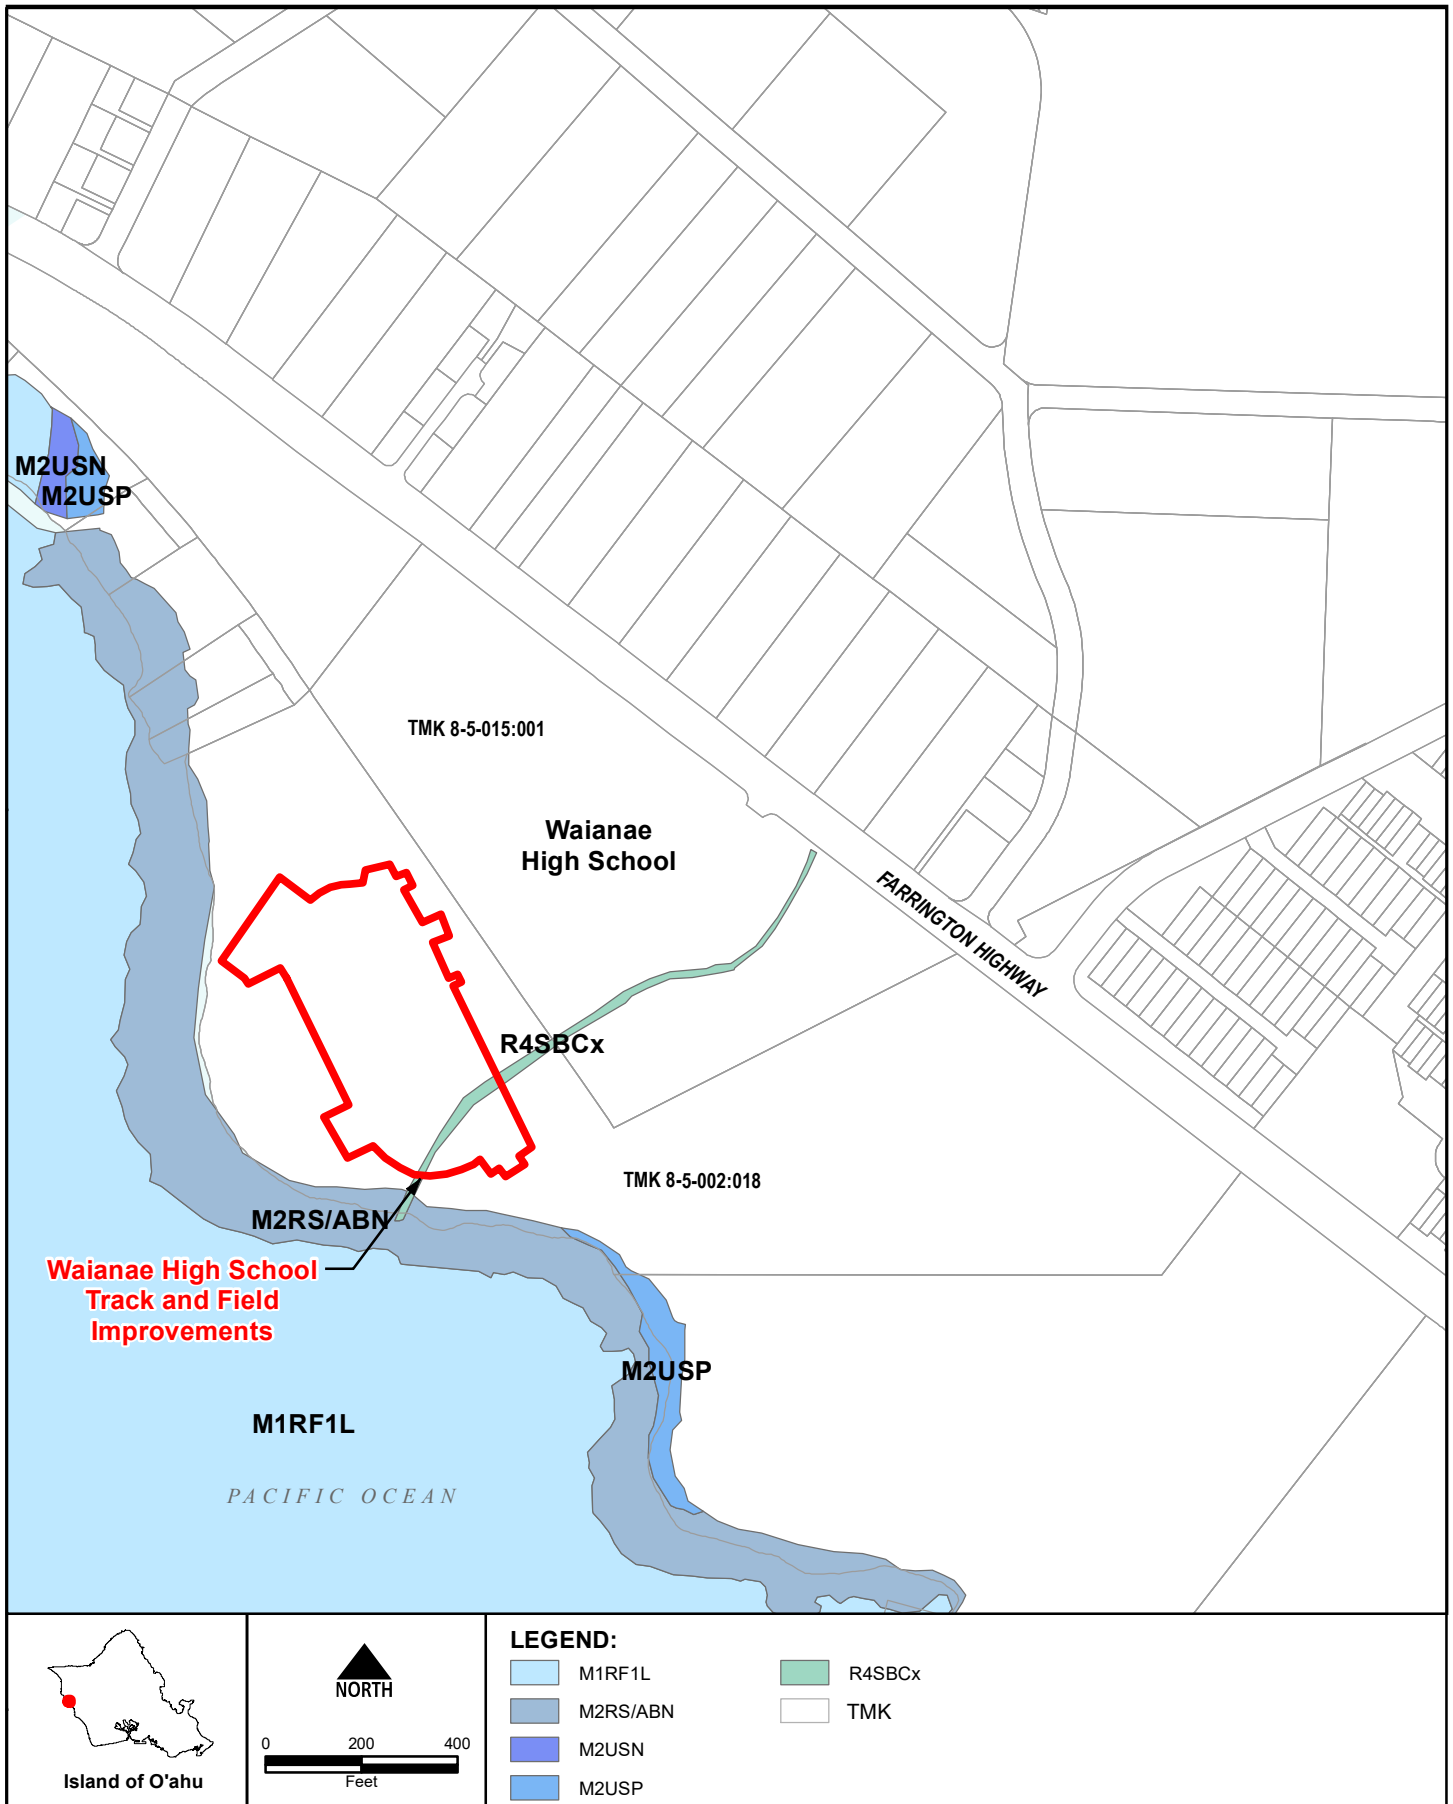 M2USN
M2USP
TMK 8-5-015:001
Waianae
High School
FARRINGTON HIGHWAY
R4SBCx
TMK 8-5-002:018
M2RS/ABN
Waianae High School
Track and Field
Improvements
M2USP
M1RF1L
PACIFIC OCEAN
Island of O'ahu
NORTH
0 200 400
Feet
LEGEND:
M1RF1L
M2RS/ABN
M2USN
M2USP
R4SBCx
TMK